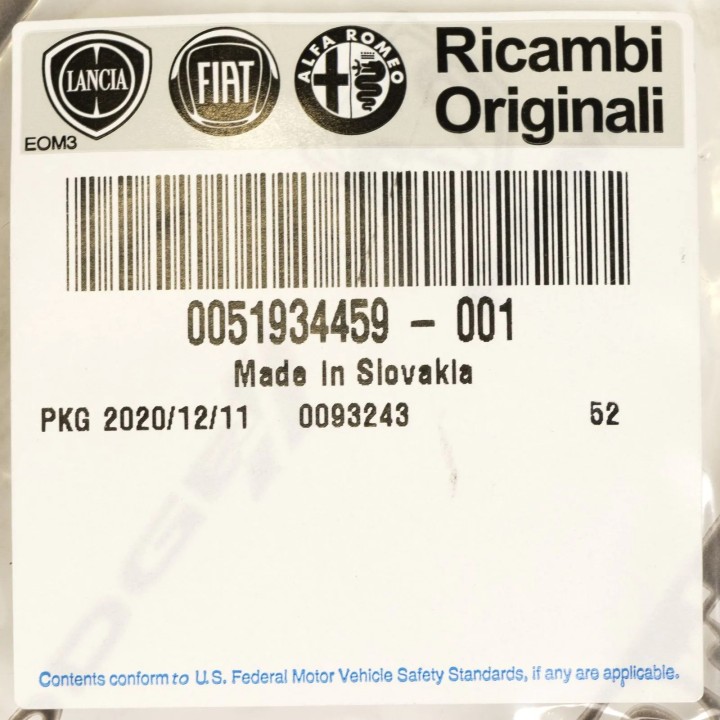 LANCIA FIAT ALFA ROMEO Ricambi
Originali
EOM3
0051934459 - 001
Made In Slovakia
PKG 2020/12/11 0093243 52
Contents conform to U.S. Federal Motor Vehicle Safety Standards, if any are applicable.